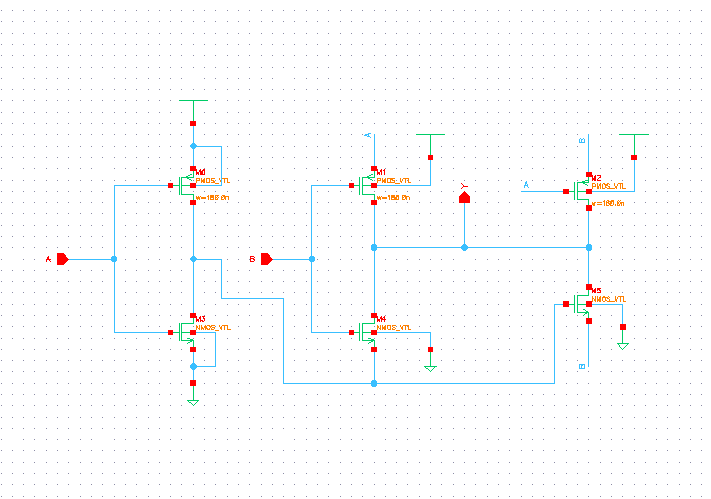 A
M0
PMOS_VTL
w=180.0n
M3
NMOS_VTL
B
A
M1
PMOS_VTL
w=180.0n
M4
NMOS_VTL
Y
A
B
M2
PMOS_VTL
w=180.0n
M5
NMOS_VTL
B